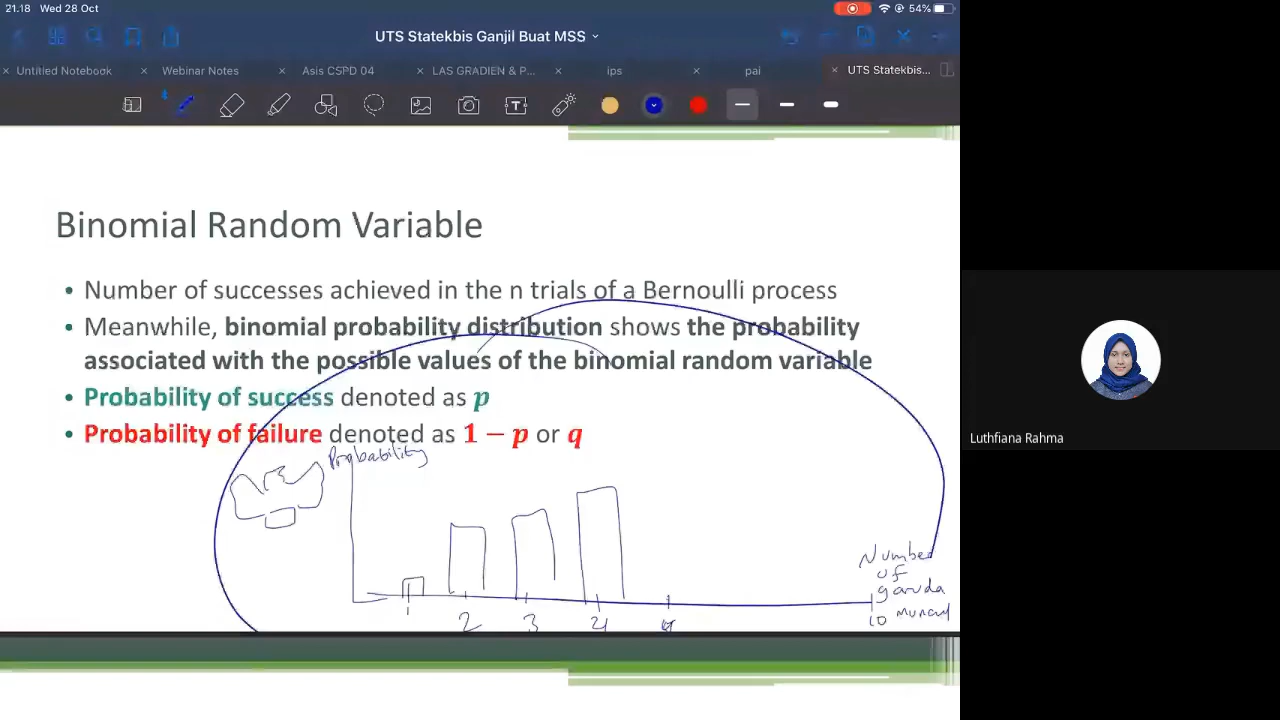 21.18 Wed 28 Oct
54%
UTS Statekbis Ganjil Buat MSS
Untitled Notebook
Webinar Notes
Asis CSPD 04
LAS GRADIEN & P...
ips
pai
UTS Statekbis...
Binomial Random Variable
• Number of successes achieved in the n trials of a Bernoulli process
• Meanwhile, binomial probability distribution shows the probability
associated with the possible values of the binomial random variable
• Probability of success denoted as p
• Probability of failure denoted as 1 − p or q
Probability
Number
of
garuda
muncul
1
2
3
4
10
Luthfiana Rahma